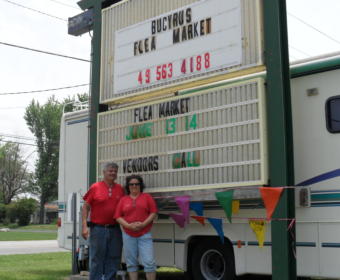 BUCYRUS
FLEA MARKET
419 563 4188
FLEA MARKET
JUNE 13 14
VENDORS CALL